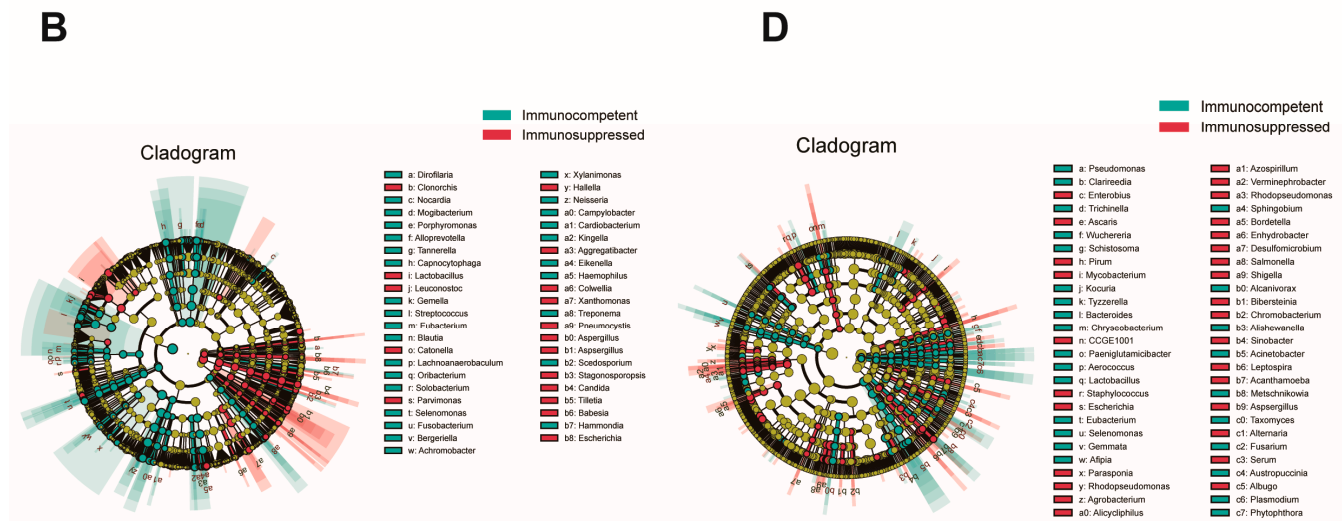 B
D
Immunocompetent
Immunosuppressed
Cladogram
a: Dirofilaria
b: Clonorchis
c: Nocardia
d: Mogibacterium
e: Porphyromonas
f: Alloprevotella
g: Tannerella
h: Capnocytophaga
i: Lactobacillus
j: Leuconostoc
k: Gemella
l: Streptococcus
m: Eubacterium
n: Blautia
o: Catonella
p: Lachnoanaerobaculum
q: Oribacterium
r: Solobacterium
s: Parvimonas
t: Selenomonas
u: Fusobacterium
v: Bergeriella
w: Achromobacter
x: Xylanimonas
y: Hallella
z: Neisseria
a0: Campylobacter
a1: Cardiobacterium
a2: Kingella
a3: Aggregatibacter
a4: Eikenella
a5: Haemophilus
a6: Colwellia
a7: Xanthomonas
a8: Treponema
a9: Pneumocystis
b0: Aspergillus
b1: Aspsergillus
b2: Scedosporium
b3: Stagonosporopsis
b4: Candida
b5: Tilletia
b6: Babesia
b7: Hammondia
b8: Escherichia
Immunocompetent
Immunosuppressed
Cladogram
a: Pseudomonas
b: Clarireedia
c: Enterobius
d: Trichinella
e: Ascaris
f: Wuchereria
g: Schistosoma
h: Pirum
i: Mycobacterium
j: Kocuria
k: Tyzzerella
l: Bacteroides
m: Chryseobacterium
n: CCGE1001
o: Paeniglutamicibacter
p: Aerococcus
q: Lactobacillus
r: Staphylococcus
s: Escherichia
t: Eubacterium
u: Selenomonas
v: Gemmata
w: Afipia
x: Parasponia
y: Rhodopseudomonas
z: Agrobacterium
a0: Alicycliphilus
a1: Azospirillum
a2: Verminephrobacter
a3: Rhodopseudomonas
a4: Sphingobium
a5: Bordetella
a6: Enhydrobacter
a7: Desulfomicrobium
a8: Salmonella
a9: Shigella
b0: Alcanivorax
b1: Bibersteinia
b2: Chromobacterium
b3: Alishewanella
b4: Sinobacter
b5: Acinetobacter
b6: Leptospira
b7: Acanthamoeba
b8: Metschnikowia
b9: Aspsergillus
c0: Taxomyces
c1: Alternaria
c2: Fusarium
c3: Serum
c4: Austropuccinia
c5: Albugo
c6: Plasmodium
c7: Phytophthora